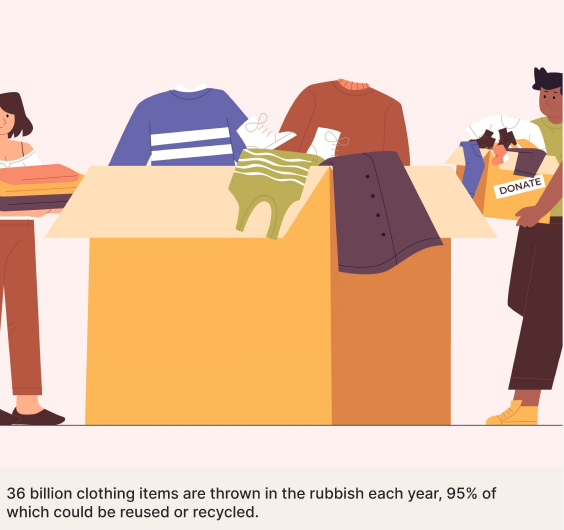 DONATE
36 billion clothing items are thrown in the rubbish each year, 95% of
which could be reused or recycled.